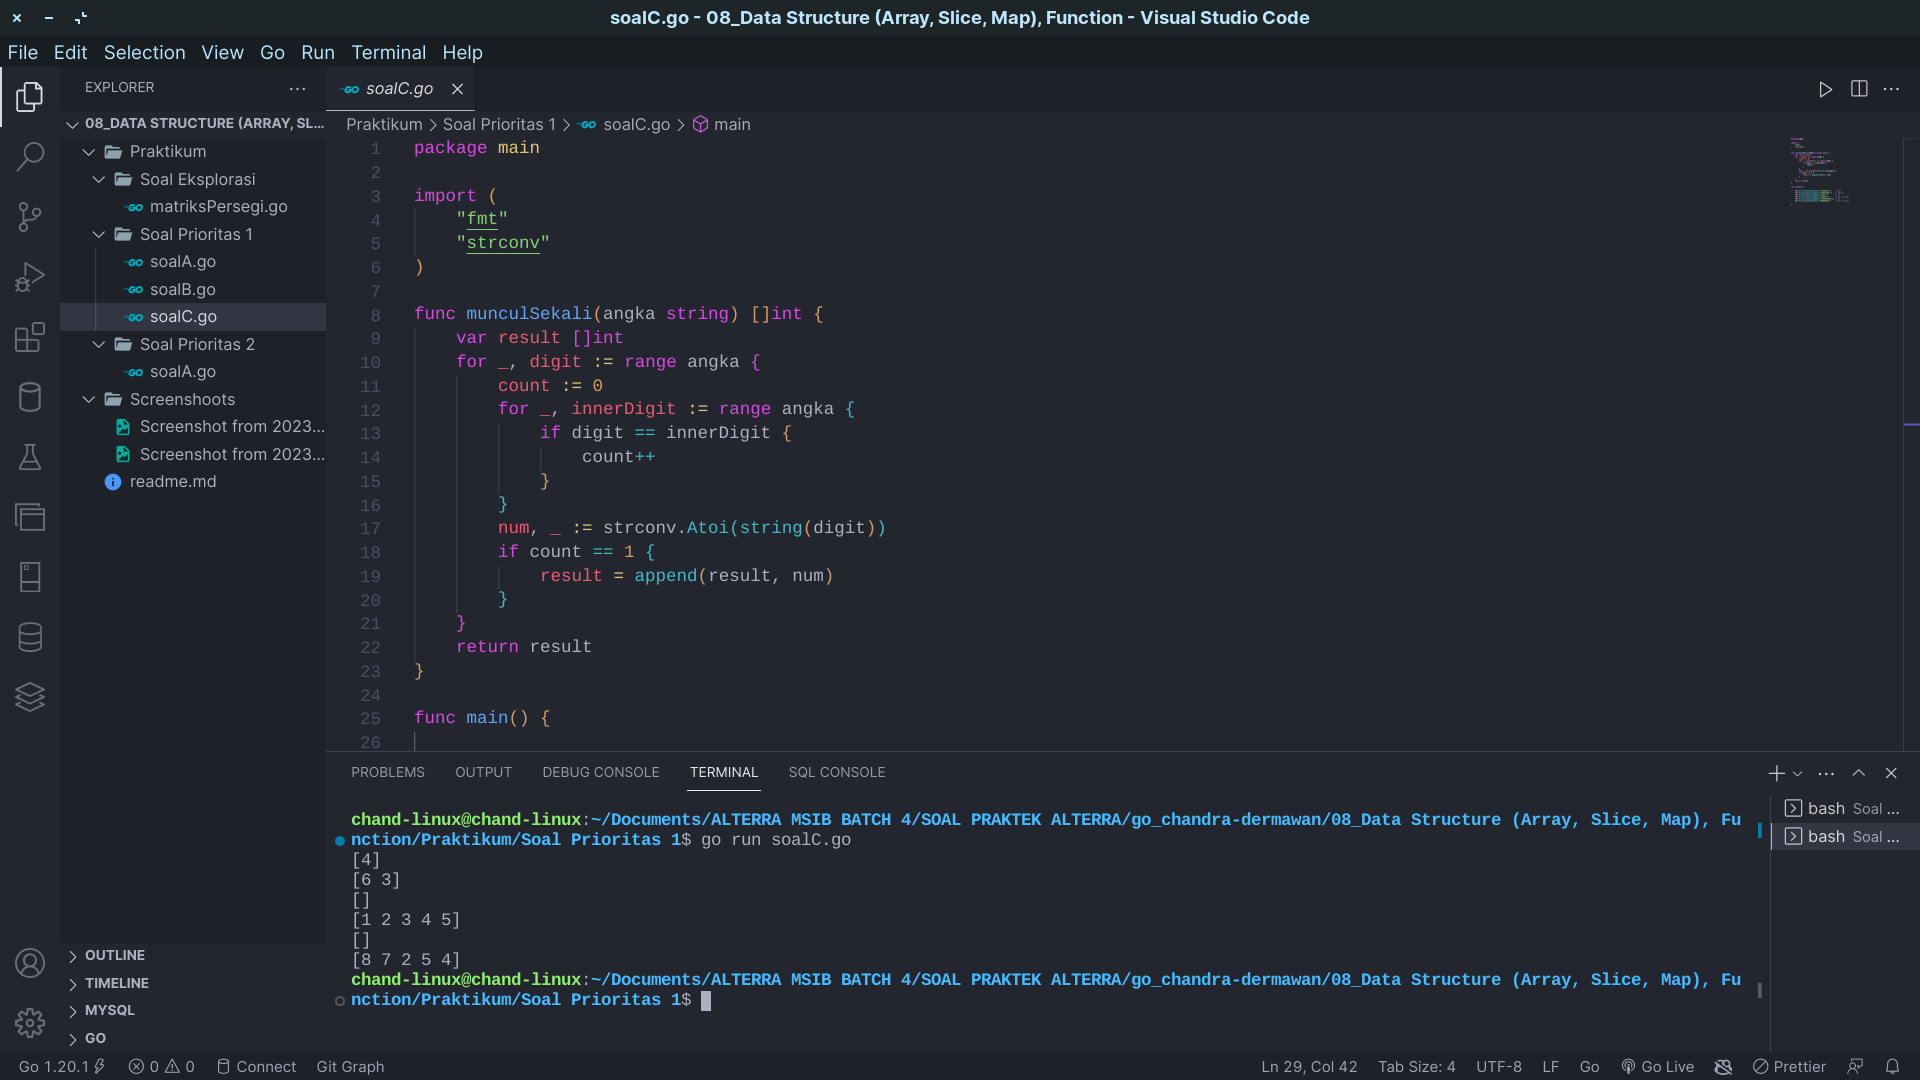 soalC.go - 08_Data Structure (Array, Slice, Map), Function - Visual Studio Code
File Edit Selection View Go Run Terminal Help
EXPLORER
08_DATA STRUCTURE (ARRAY, SL...
Praktikum
Soal Eksplorasi
matriksPersegi.go
Soal Prioritas 1
soalA.go
soalB.go
soalC.go
Soal Prioritas 2
soalA.go
Screenshoots
Screenshot from 2023...
Screenshot from 2023...
readme.md
OUTLINE
TIMELINE
MYSQL
GO
GO soalC.go
Praktikum > Soal Prioritas 1 > GO soalC.go > main
1 package main
2
3 import (
4 "fmt"
5 "strconv"
6 )
7
8 func munculSekali(angka string) []int {
9 var result []int
10 for _, digit := range angka {
11 count := 0
12 for _, innerDigit := range angka {
13 if digit == innerDigit {
14 count++
15 }
16 }
17 num, _ := strconv.Atoi(string(digit))
18 if count == 1 {
19 result = append(result, num)
20 }
21 }
22 return result
23 }
24
25 func main() {
26
PROBLEMS OUTPUT DEBUG CONSOLE TERMINAL SQL CONSOLE
chand-linux@chand-linux:~/Documents/ALTERRA MSIB BATCH 4/SOAL PRAKTEK ALTERRA/go_chandra-dermawan/08_Data Structure (Array, Slice, Map), Fu
nction/Praktikum/Soal Prioritas 1$ go run soalC.go
[4]
[6 3]
[]
[1 2 3 4 5]
[]
[8 7 2 5 4]
chand-linux@chand-linux:~/Documents/ALTERRA MSIB BATCH 4/SOAL PRAKTEK ALTERRA/go_chandra-dermawan/08_Data Structure (Array, Slice, Map), Fu
nction/Praktikum/Soal Prioritas 1$
bash Soal ...
bash Soal ...
Go 1.20.1 0 0 Connect Git Graph Ln 29, Col 42 Tab Size: 4 UTF-8 LF Go Go Live Prettier